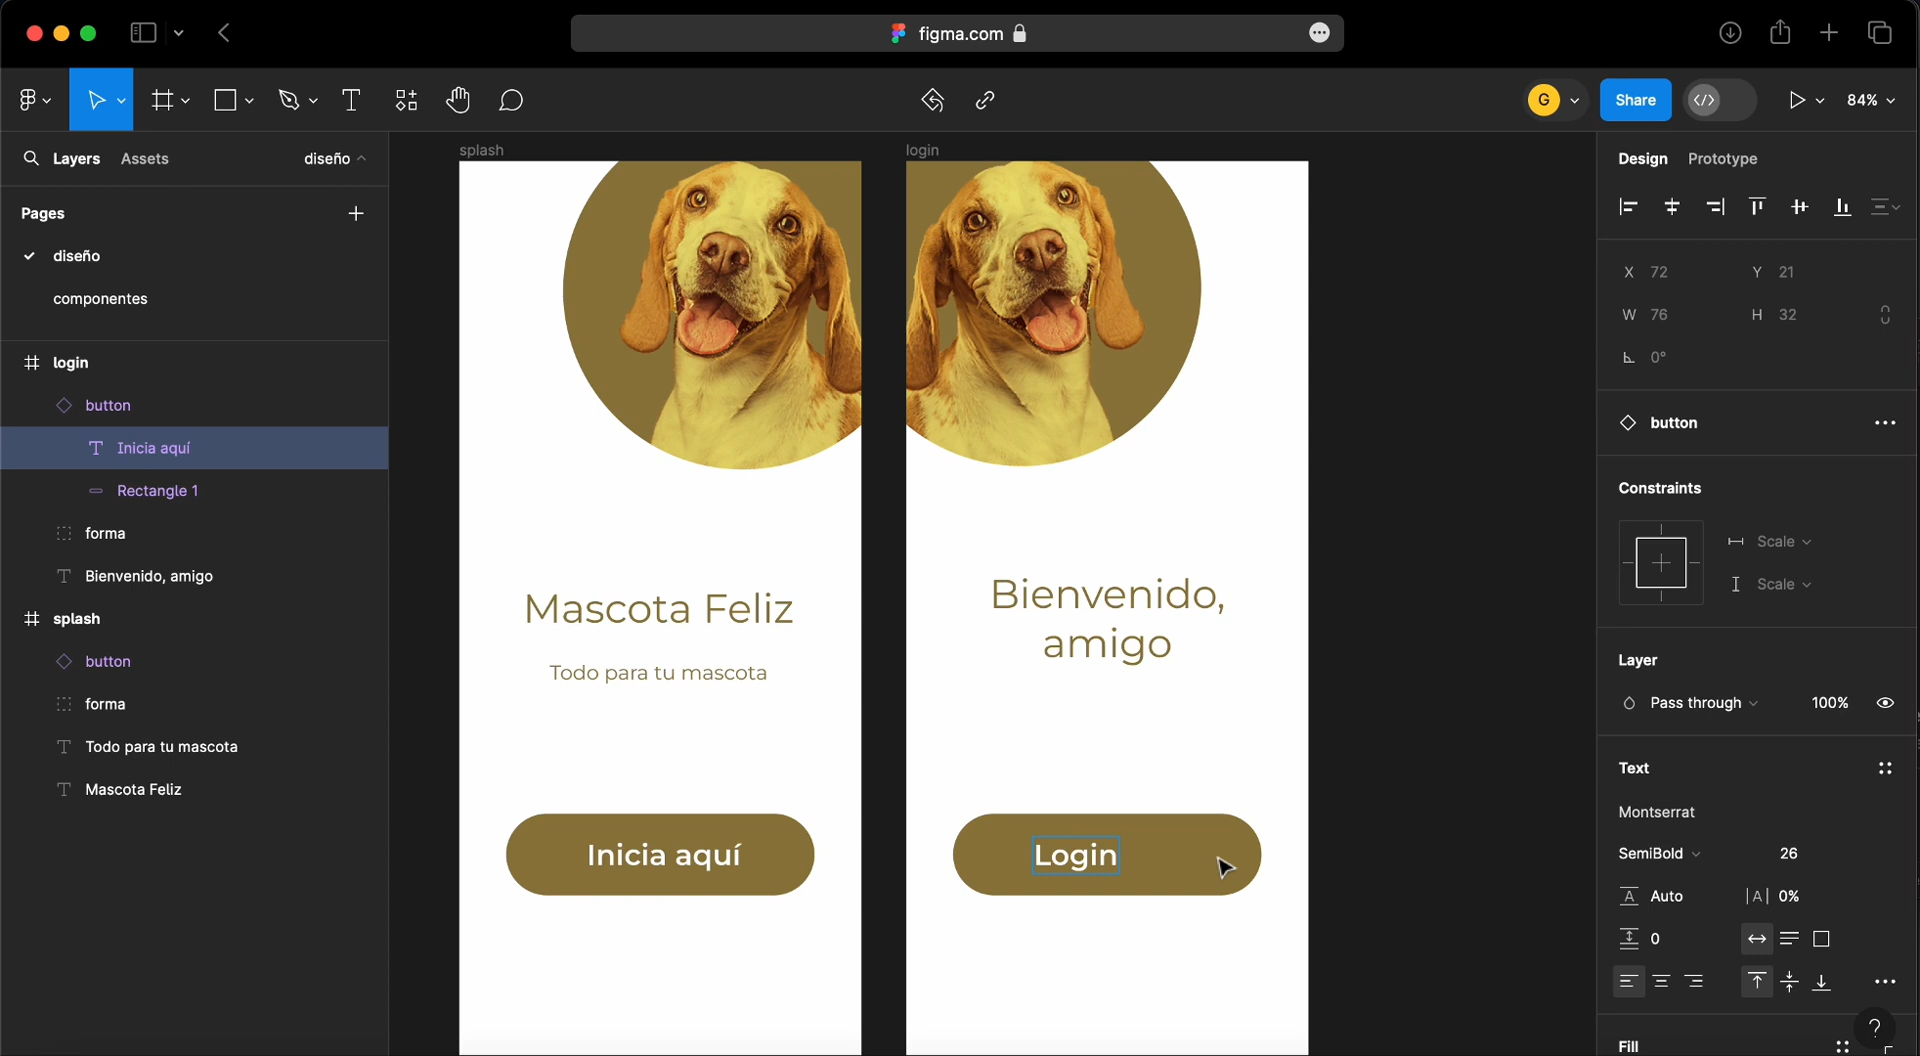 figma.com
G
Share
84%
Layers
Assets
diseño
Pages
diseño
componentes
login
button
Inicia aquí
Rectangle 1
forma
Bienvenido, amigo
splash
button
forma
Todo para tu mascota
Mascota Feliz
splash
Mascota Feliz
Todo para tu mascota
Inicia aquí
login
Bienvenido,
amigo
Login
Design
Prototype
X 72
Y 21
W 76
H 32
0°
button
Constraints
Scale
Scale
Layer
Pass through
100%
Text
Montserrat
SemiBold
26
Auto
0%
0
Fill
?